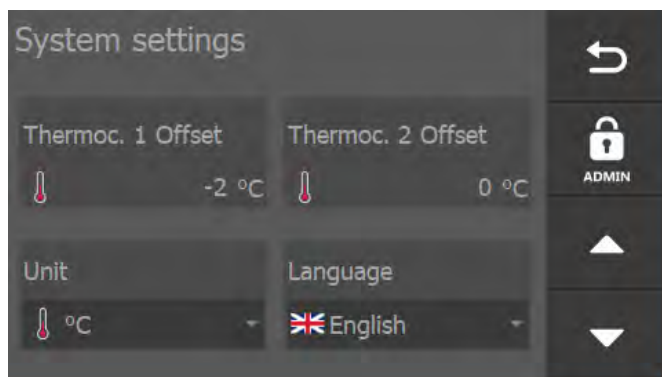 System settings
Thermoc. 1 Offset
-2 °C
Thermoc. 2 Offset
0 °C
Unit
°C
Language
English
ADMIN